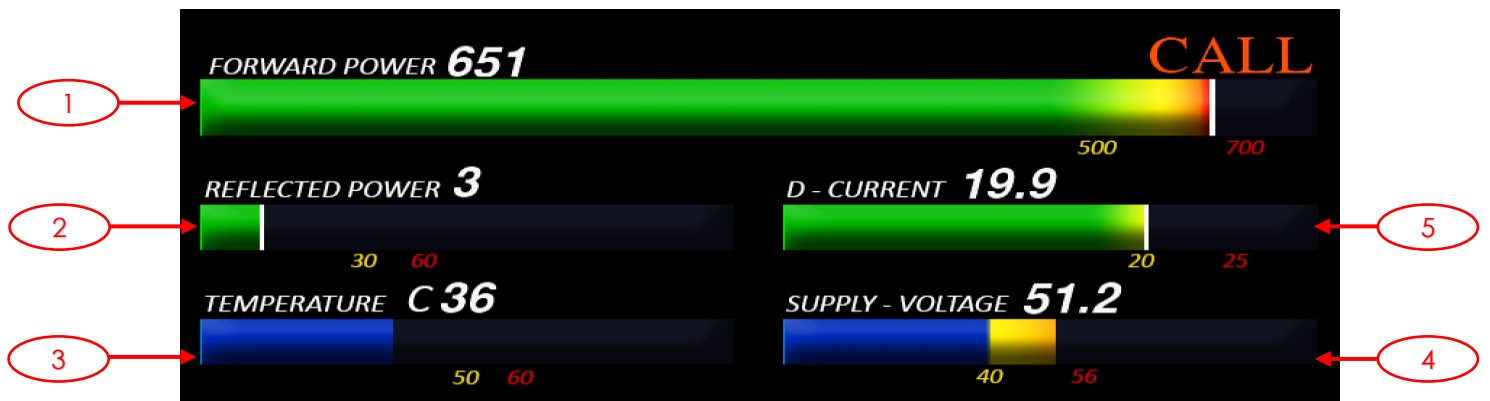 FORWARD POWER 651
CALL
1
500 700
REFLECTED POWER 3
D - CURRENT 19.9
2
5
30 60
20 25
TEMPERATURE C 36
SUPPLY - VOLTAGE 51.2
3
4
50 60
40 56